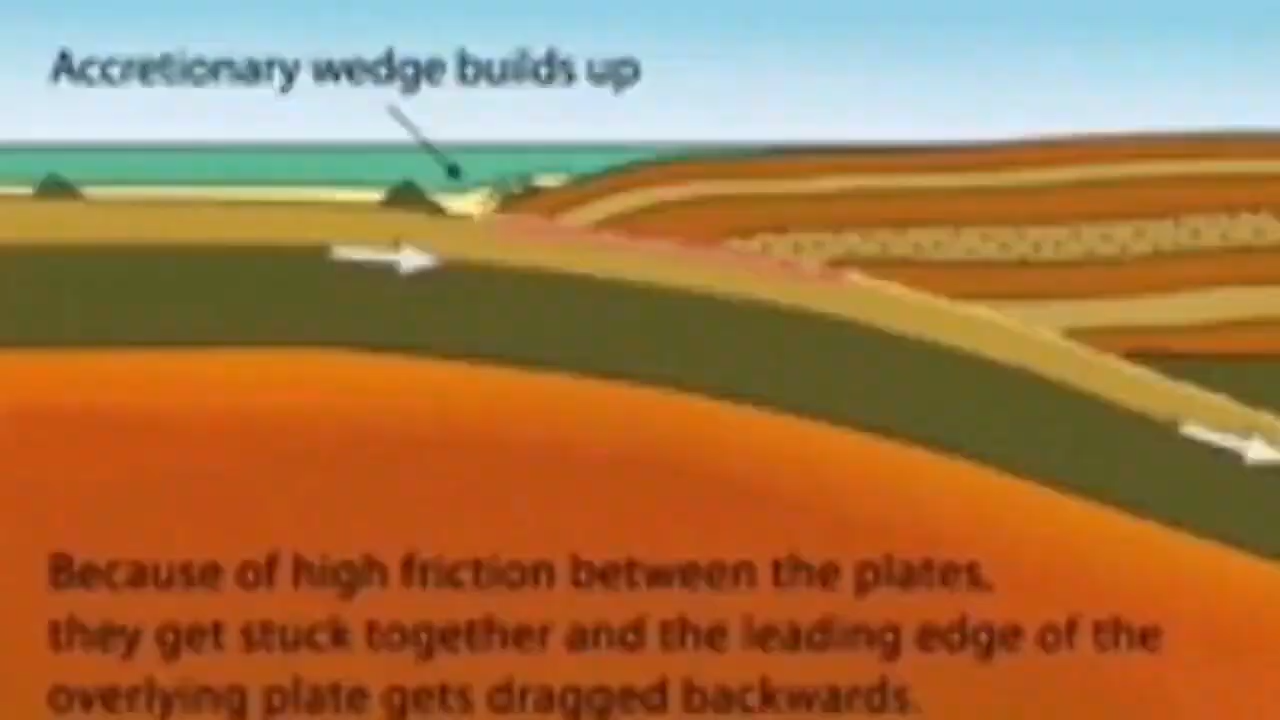 Accretionary wedge builds up
Because of high friction between the plates,
they get stuck together and the leading edge of the
overlying plate gets dragged backwards.